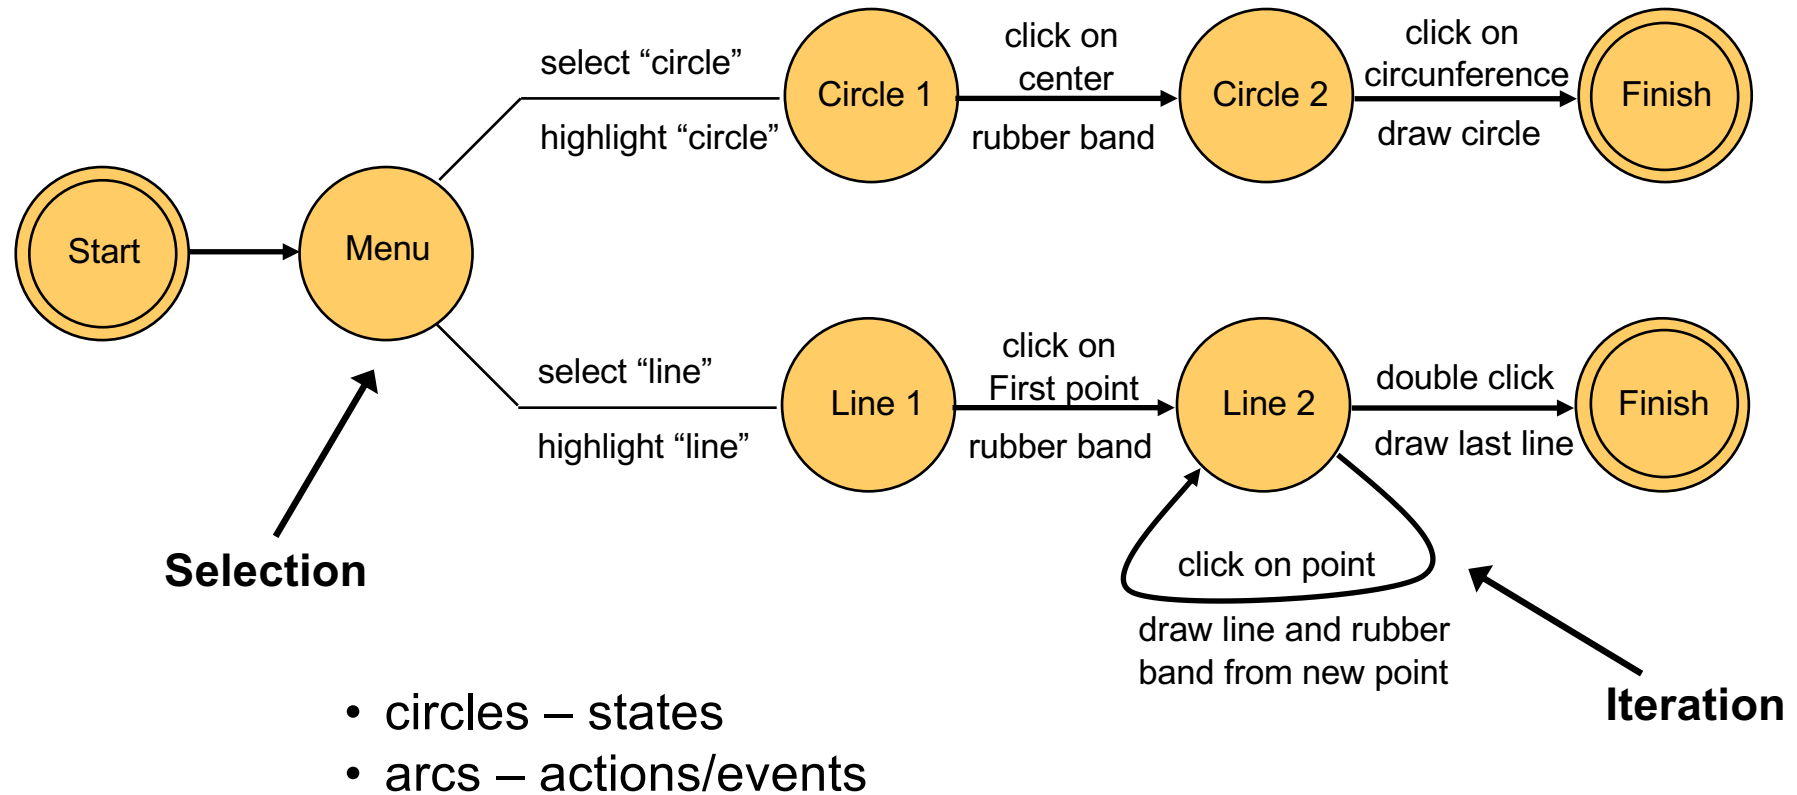 Start
Menu
select “circle”
highlight “circle”
Circle 1
click on
center
rubber band
Circle 2
click on
circunference
draw circle
Finish
select “line”
highlight “line”
Line 1
click on
First point
rubber band
Line 2
double click
draw last line
Finish
click on point
draw line and rubber
band from new point
Selection
Iteration
• circles – states
• arcs – actions/events